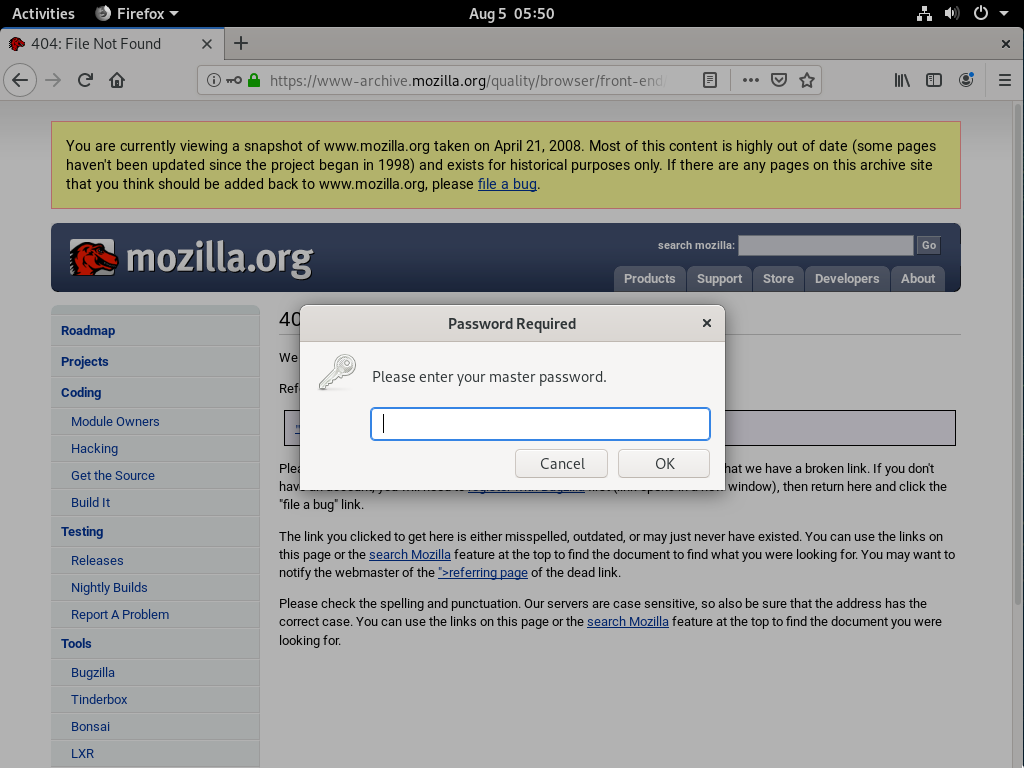 Activities Firefox Aug 5 05:50
404: File Not Found
https://www-archive.mozilla.org/quality/browser/front-end/
You are currently viewing a snapshot of www.mozilla.org taken on April 21, 2008. Most of this content is highly out of date (some pages
haven't been updated since the project began in 1998) and exists for historical purposes only. If there are any pages on this archive site
that you think should be added back to www.mozilla.org, please file a bug.
mozilla.org
search mozilla: Go
Products Support Store Developers About
Roadmap
Projects
Coding
Module Owners
Hacking
Get the Source
Build It
Testing
Releases
Nightly Builds
Report A Problem
Tools
Bugzilla
Tinderbox
Bonsai
LXR
40
We
Password Required
Please enter your master password.
Cancel OK
that we have a broken link. If you don't
window), then return here and click the
"file a bug" link.
The link you clicked to get here is either misspelled, outdated, or may just never have existed. You can use the links on
this page or the search Mozilla feature at the top to find the document to find what you were looking for. You may want to
notify the webmaster of the ">referring page of the dead link.
Please check the spelling and punctuation. Our servers are case sensitive, so also be sure that the address has the
correct case. You can use the links on this page or the search Mozilla feature at the top to find the document you were
looking for.